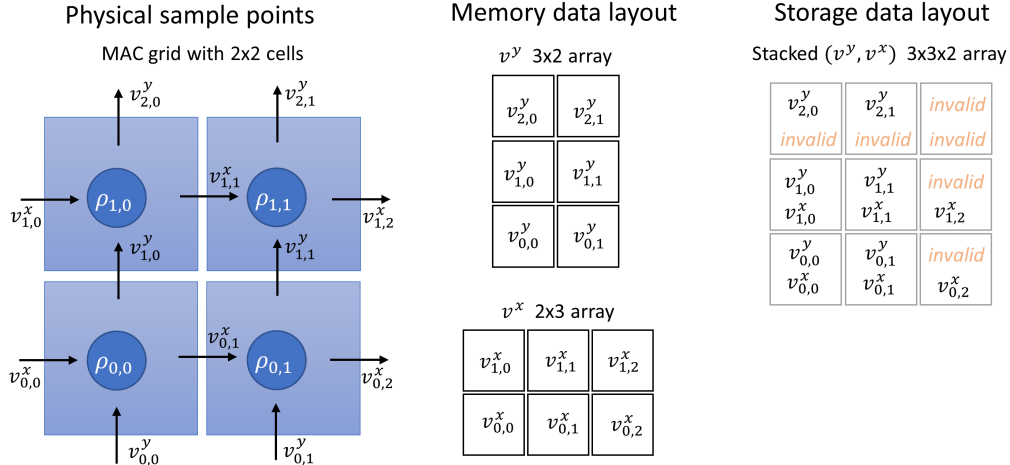 Physical sample points
MAC grid with 2x2 cells
v^y_{2,0}
v^y_{2,1}
v^x_{1,0}
ρ_{1,0}
v^x_{1,1}
ρ_{1,1}
v^x_{1,2}
v^y_{1,0}
v^y_{1,1}
v^x_{0,0}
ρ_{0,0}
v^x_{0,1}
ρ_{0,1}
v^x_{0,2}
v^y_{0,0}
v^y_{0,1}
Memory data layout
v^y 3x2 array
v^y_{2,0} v^y_{2,1}
v^y_{1,0} v^y_{1,1}
v^y_{0,0} v^y_{0,1}
v^x 2x3 array
v^x_{1,0} v^x_{1,1} v^x_{1,2}
v^x_{0,0} v^x_{0,1} v^x_{0,2}
Storage data layout
Stacked (v^y, v^x) 3x3x2 array
v^y_{2,0} v^y_{2,1} invalid
invalid invalid invalid
v^y_{1,0} v^y_{1,1} invalid
v^x_{1,0} v^x_{1,1} v^x_{1,2}
v^y_{0,0} v^y_{0,1} invalid
v^x_{0,0} v^x_{0,1} v^x_{0,2}